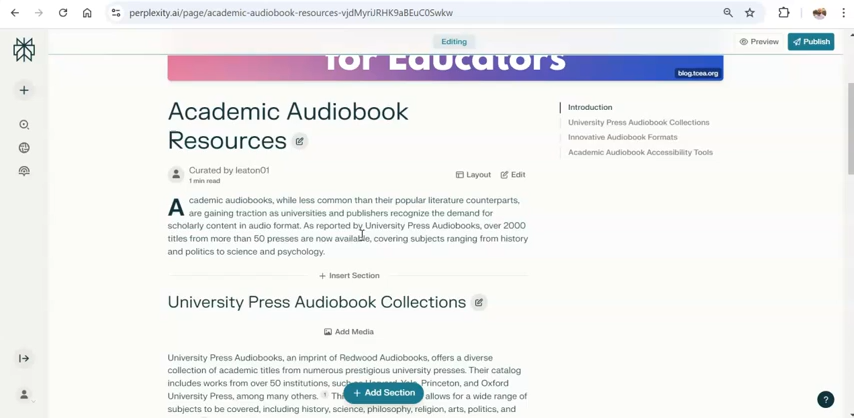 perplexity.ai/page/academic-audiobook-resources-vjdMyriJRHK9aBEuC0Swkw
Editing
Preview
Publish
for Educators
blog.tcea.org
Academic Audiobook
Resources
Curated by leaton01
1 min read
Layout
Edit
Introduction
University Press Audiobook Collections
Innovative Audiobook Formats
Academic Audiobook Accessibility Tools
Academic audiobooks, while less common than their popular literature counterparts,
are gaining traction as universities and publishers recognize the demand for
scholarly content in audio format. As reported by University Press Audiobooks, over 2000
titles from more than 50 presses are now available, covering subjects ranging from history
and politics to science and psychology.
+ Insert Section
University Press Audiobook Collections
Add Media
University Press Audiobooks, an imprint of Redwood Audiobooks, offers a diverse
collection of academic titles from numerous prestigious university presses. Their catalog
includes works from over 50 institutions, such Princeton, and Oxford
University Press, among many others. 1 allows for a wide range of
subjects to be covered, including history, science, philosophy, religion, arts, politics, and
+ Add Section
?